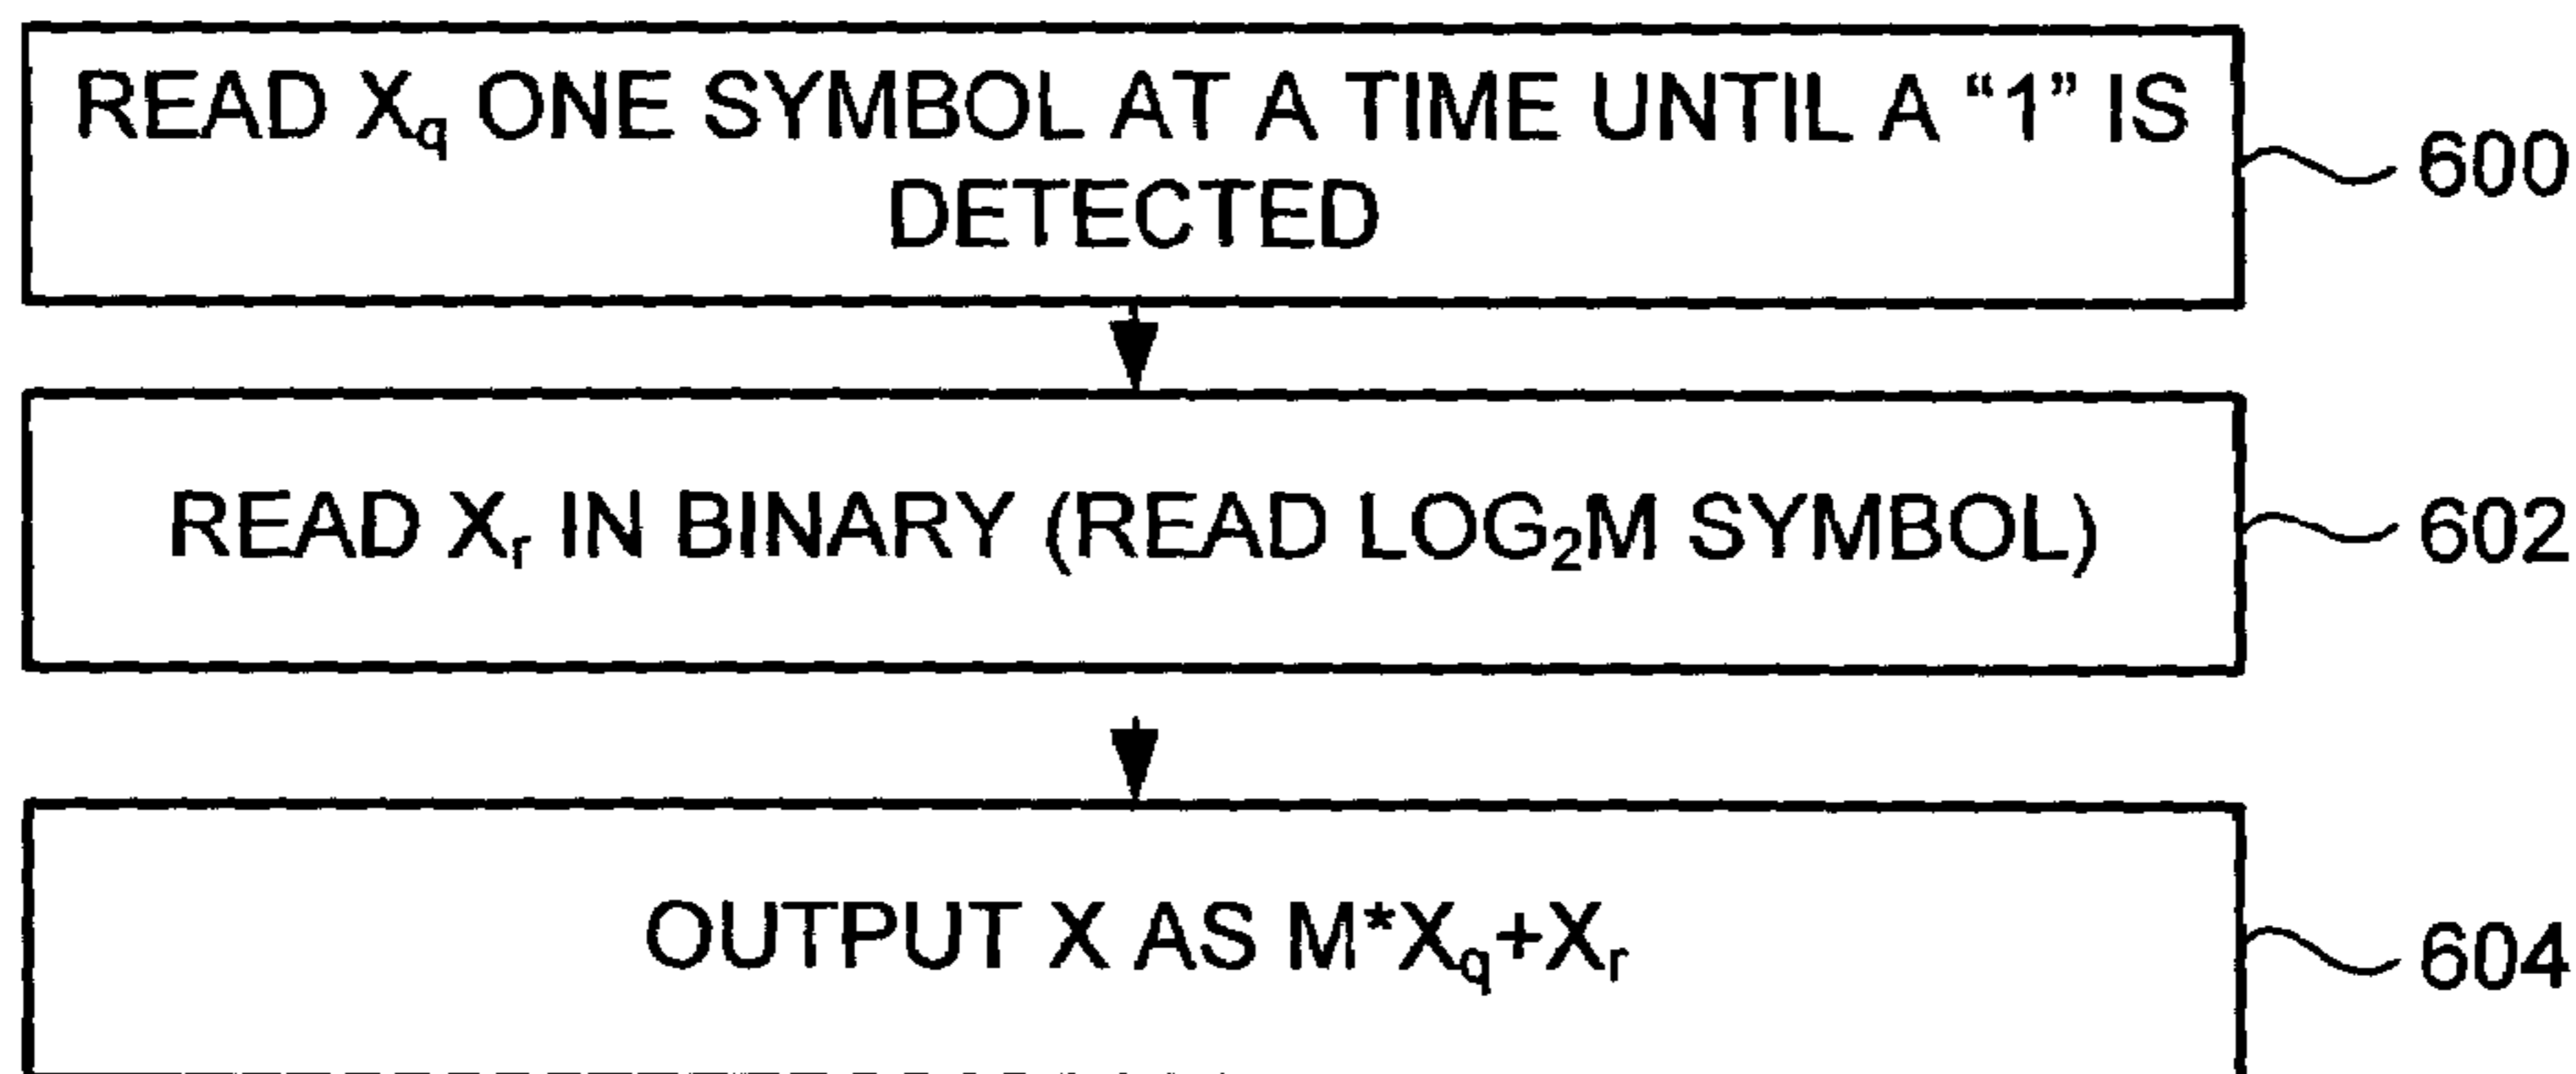 READ Xq ONE SYMBOL AT A TIME UNTIL A “1” IS
DETECTED
600
READ Xr IN BINARY (READ LOG2M SYMBOL)
602
OUTPUT X AS M*Xq+Xr
604